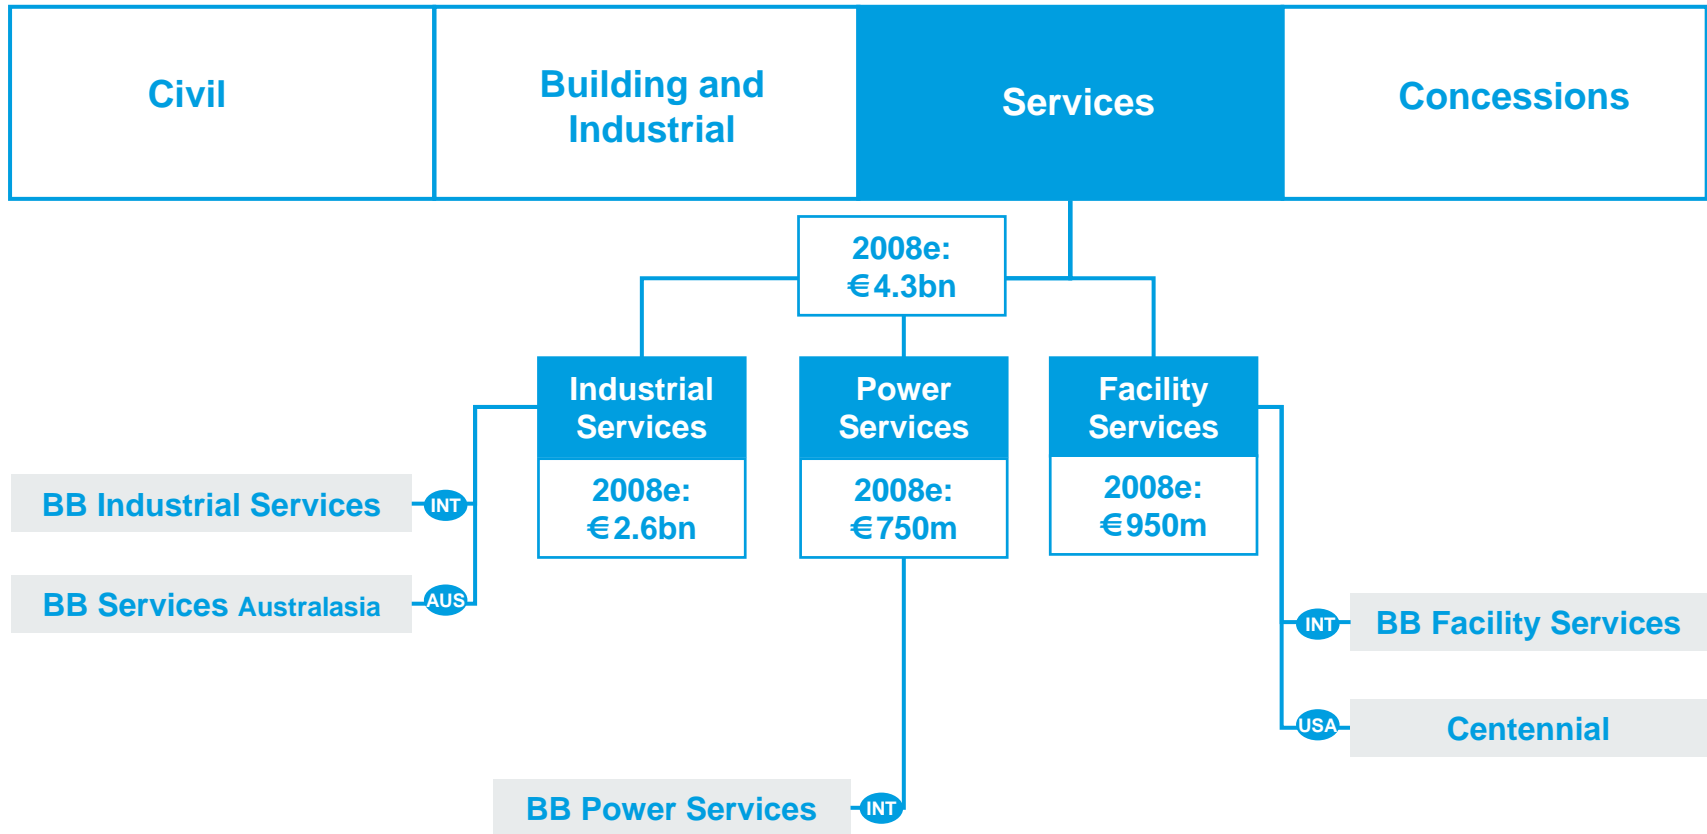 Civil
Building and
Industrial
Services
Concessions
2008e:
€4.3bn
Industrial
Services
2008e:
€2.6bn
Power
Services
2008e:
€750m
Facility
Services
2008e:
€950m
BB Industrial Services
INT
BB Services Australasia
AUS
INT
BB Facility Services
USA
Centennial
BB Power Services
INT